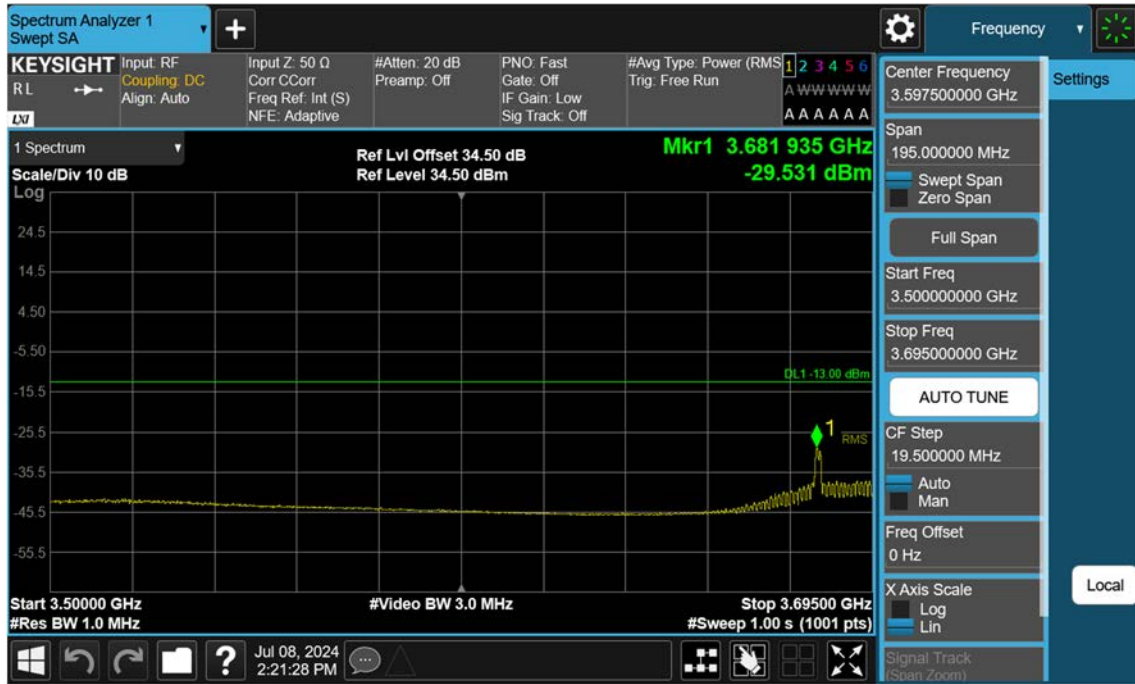 Spectrum Analyzer 1
Swept SA
+
Frequency
KEYSIGHT
RL
LXI
Input: RF
Coupling: DC
Align: Auto
Input Z: 50 Ω
Corr CCorr
Freq Ref: Int (S)
NFE: Adaptive
#Atten: 20 dB
Preamp: Off
PNO: Fast
Gate: Off
IF Gain: Low
Sig Track: Off
#Avg Type: Power (RMS
Trig: Free Run
1 2 3 4 5 6
A W W W W W
A A A A A A
1 Spectrum
Scale/Div 10 dB
Ref Lvl Offset 34.50 dB
Ref Level 34.50 dBm
Mkr1 3.681 935 GHz
-29.531 dBm
Log
24.5
14.5
4.50
-5.50
DL1 -13.00 dBm
-15.5
-25.5
1
RMS
-35.5
-45.5
-55.5
Start 3.50000 GHz
#Video BW 3.0 MHz
Stop 3.69500 GHz
#Res BW 1.0 MHz
#Sweep 1.00 s (1001 pts)
Center Frequency
3.597500000 GHz
Settings
Span
195.000000 MHz
Swept Span
Zero Span
Full Span
Start Freq
3.500000000 GHz
Stop Freq
3.695000000 GHz
AUTO TUNE
CF Step
19.500000 MHz
Auto
Man
Freq Offset
0 Hz
X Axis Scale
Log
Lin
Local
Signal Track
(Span Zoom)
?
Jul 08, 2024
2:21:28 PM